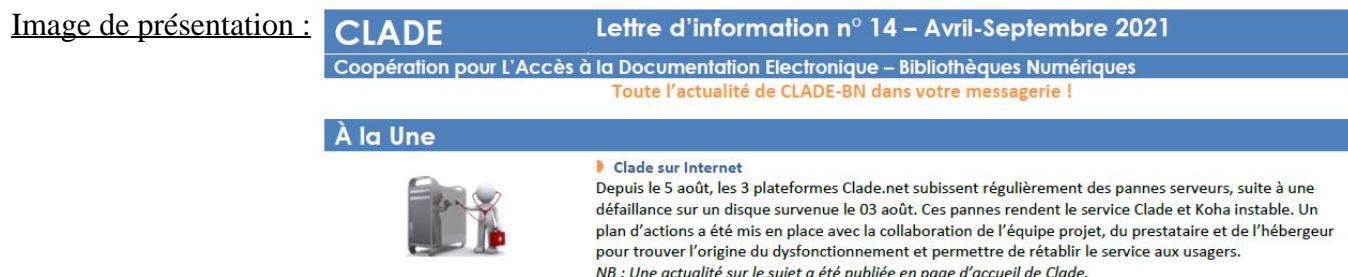 Image de présentation :
CLADE Lettre d'information n° 14 – Avril-Septembre 2021
Coopération pour L'Accès à la Documentation Electronique – Bibliothèques Numériques
Toute l'actualité de CLADE-BN dans votre messagerie !
À la Une
Clade sur Internet
Depuis le 5 août, les 3 plateformes Clade.net subissent régulièrement des pannes serveurs, suite à une
défaillance sur un disque survenue le 03 août. Ces pannes rendent le service Clade et Koha instable. Un
plan d'actions a été mis en place avec la collaboration de l'équipe projet, du prestataire et de l'hébergeur
pour trouver l'origine du dysfonctionnement et permettre de rétablir le service aux usagers.
NB : Une actualité sur le sujet a été publiée en page d'accueil de Clade.